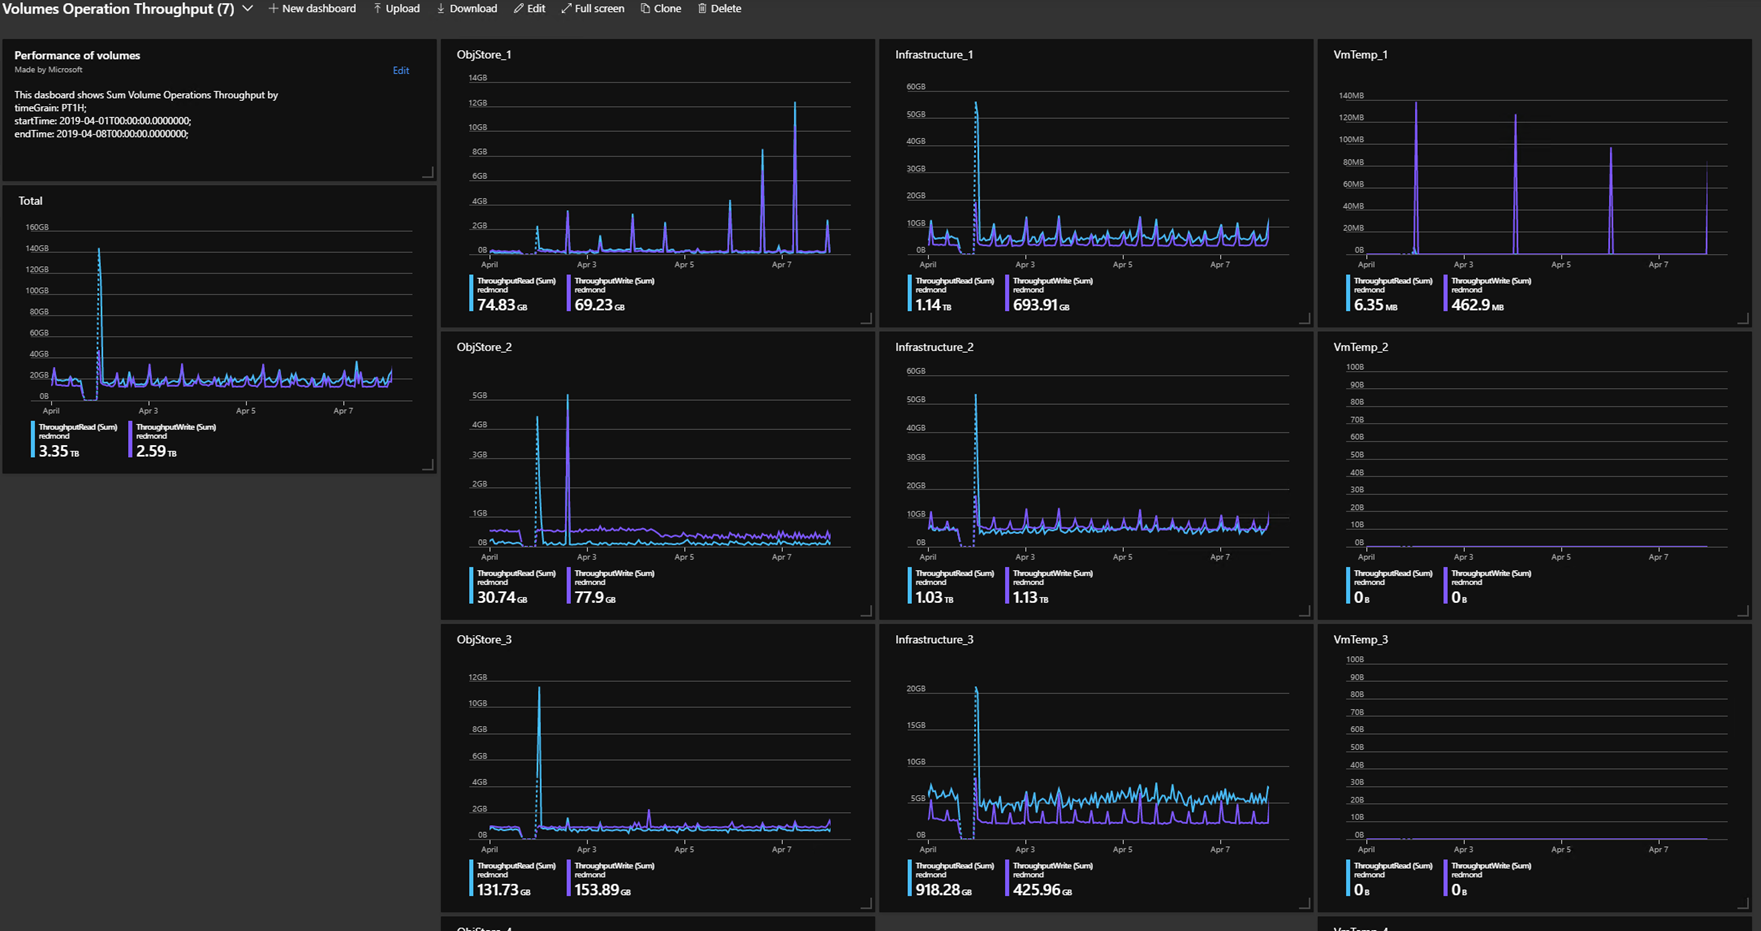 Volumes Operation Throughput (7)
New dashboard
Upload
Download
Edit
Full screen
Clone
Delete
Performance of volumes
Made by Microsoft
Edit
This dasboard shows Sum Volume Operations Throughput by
timeGrain: PT1H;
startTime: 2019-04-01T00:00:00.0000000;
endTime: 2019-04-08T00:00:00.0000000;
Total
160GB
140GB
120GB
100GB
80GB
60GB
40GB
20GB
0B
April Apr 3 Apr 5 Apr 7
ThroughputRead (Sum) ThroughputWrite (Sum)
redmond redmond
3.35 TB 2.59 TB
ObjStore_1
14GB
12GB
10GB
8GB
6GB
4GB
2GB
0B
April Apr 3 Apr 5 Apr 7
ThroughputRead (Sum) ThroughputWrite (Sum)
redmond redmond
74.83 GB 69.23 GB
Infrastructure_1
60GB
50GB
40GB
30GB
20GB
10GB
0B
April Apr 3 Apr 5 Apr 7
ThroughputRead (Sum) ThroughputWrite (Sum)
redmond redmond
1.14 TB 693.91 GB
VmTemp_1
140MB
120MB
100MB
80MB
60MB
40MB
20MB
0B
April Apr 3 Apr 5 Apr 7
ThroughputRead (Sum) ThroughputWrite (Sum)
redmond redmond
6.35 MB 462.9 MB
ObjStore_2
5GB
4GB
3GB
2GB
1GB
0B
April Apr 3 Apr 5 Apr 7
ThroughputRead (Sum) ThroughputWrite (Sum)
redmond redmond
30.74 GB 77.9 GB
Infrastructure_2
60GB
50GB
40GB
30GB
20GB
10GB
0B
April Apr 3 Apr 5 Apr 7
ThroughputRead (Sum) ThroughputWrite (Sum)
redmond redmond
1.03 TB 1.13 TB
VmTemp_2
100B
90B
80B
70B
60B
50B
40B
30B
20B
10B
0B
April Apr 3 Apr 5 Apr 7
ThroughputRead (Sum) ThroughputWrite (Sum)
redmond redmond
0 B 0 B
ObjStore_3
12GB
10GB
8GB
6GB
4GB
2GB
0B
April Apr 3 Apr 5 Apr 7
ThroughputRead (Sum) ThroughputWrite (Sum)
redmond redmond
131.73 GB 153.89 GB
Infrastructure_3
20GB
15GB
10GB
5GB
0B
April Apr 3 Apr 5 Apr 7
ThroughputRead (Sum) ThroughputWrite (Sum)
redmond redmond
918.28 GB 425.96 GB
VmTemp_3
100B
90B
80B
70B
60B
50B
40B
30B
20B
10B
0B
April Apr 3 Apr 5 Apr 7
ThroughputRead (Sum) ThroughputWrite (Sum)
redmond redmond
0 B 0 B
ObjStore_4
VmTemp_4